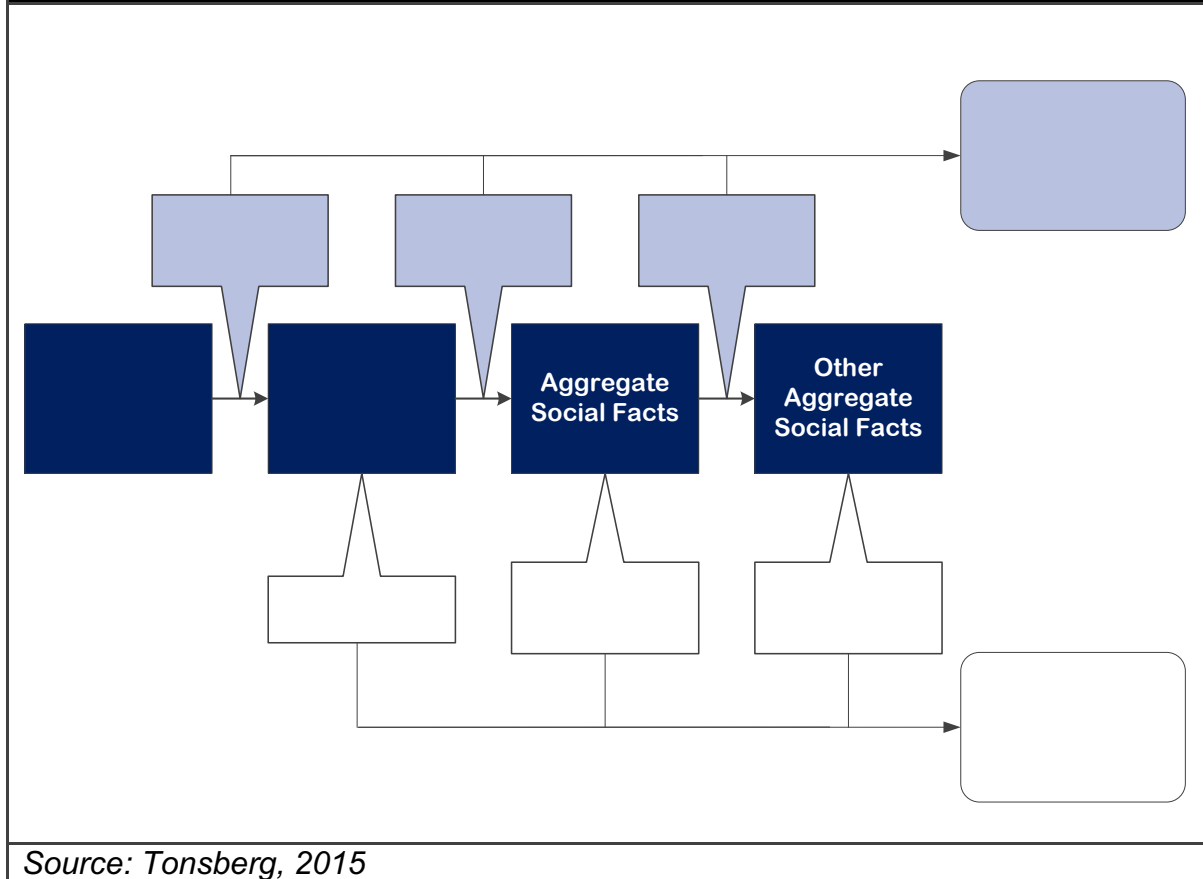 Aggregate
Social Facts
Other
Aggregate
Social Facts
Source: Tonsberg, 2015